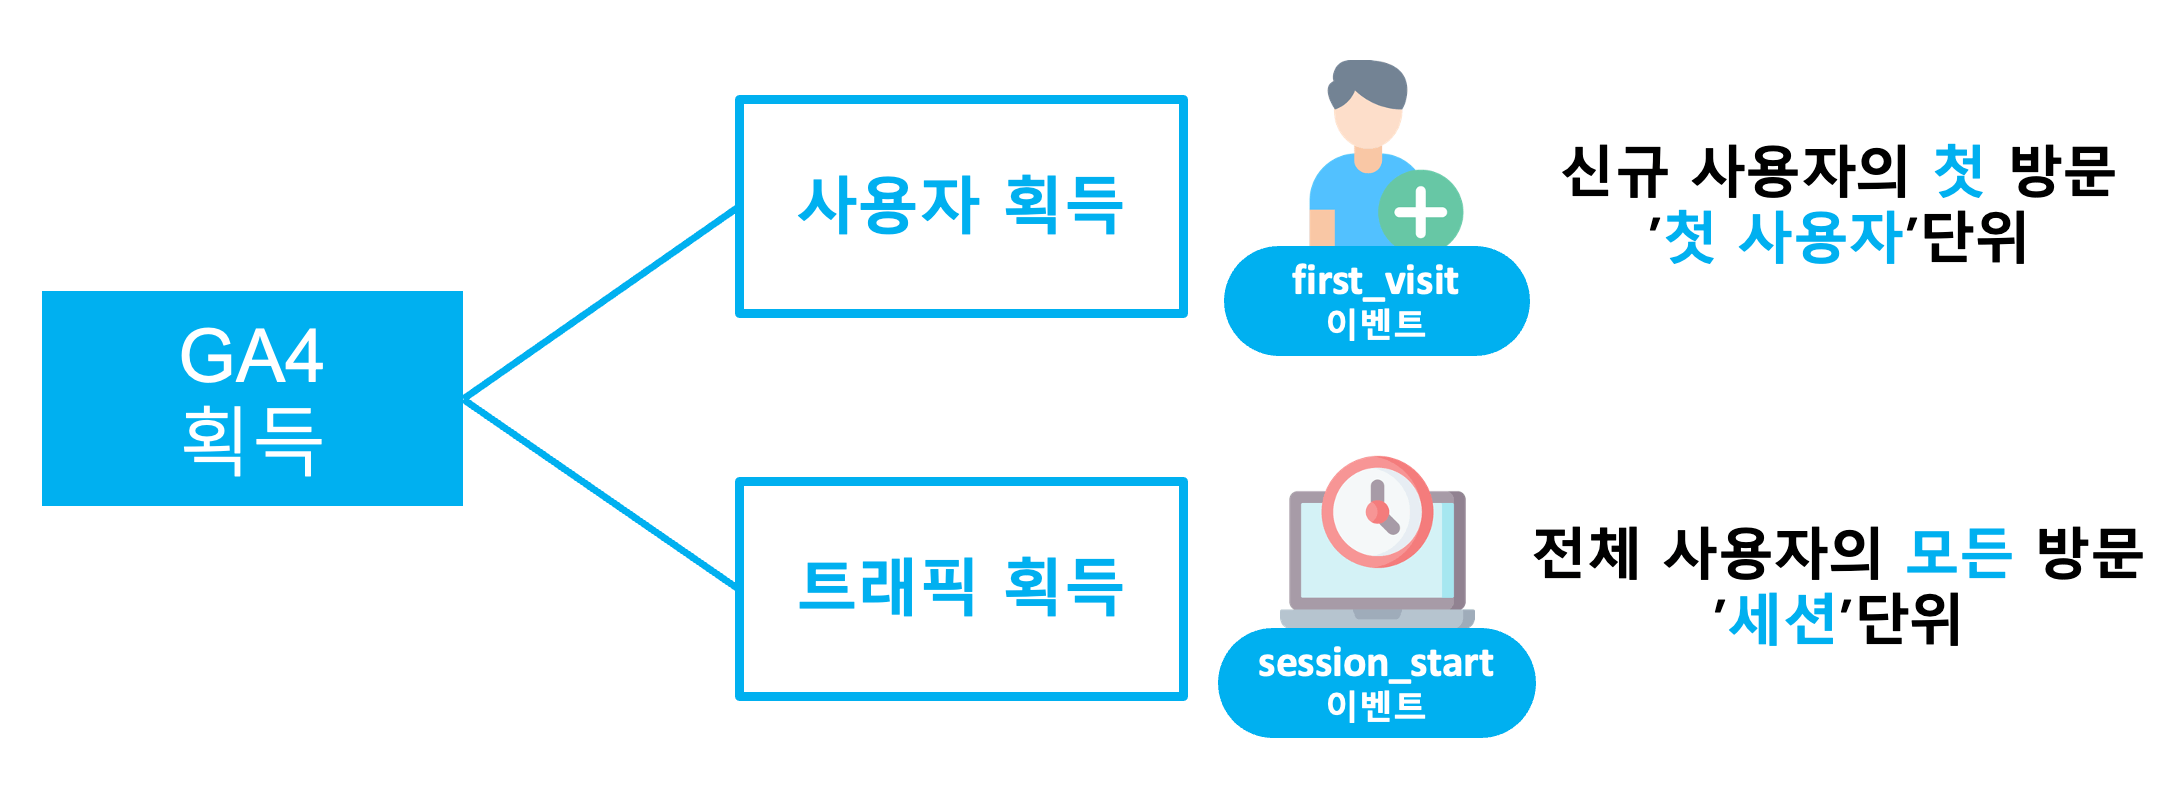 GA4
획득
사용자 획득
first_visit
이벤트
신규 사용자의 첫 방문
'첫 사용자'단위
트래픽 획득
session_start
이벤트
전체 사용자의 모든 방문
'세션'단위